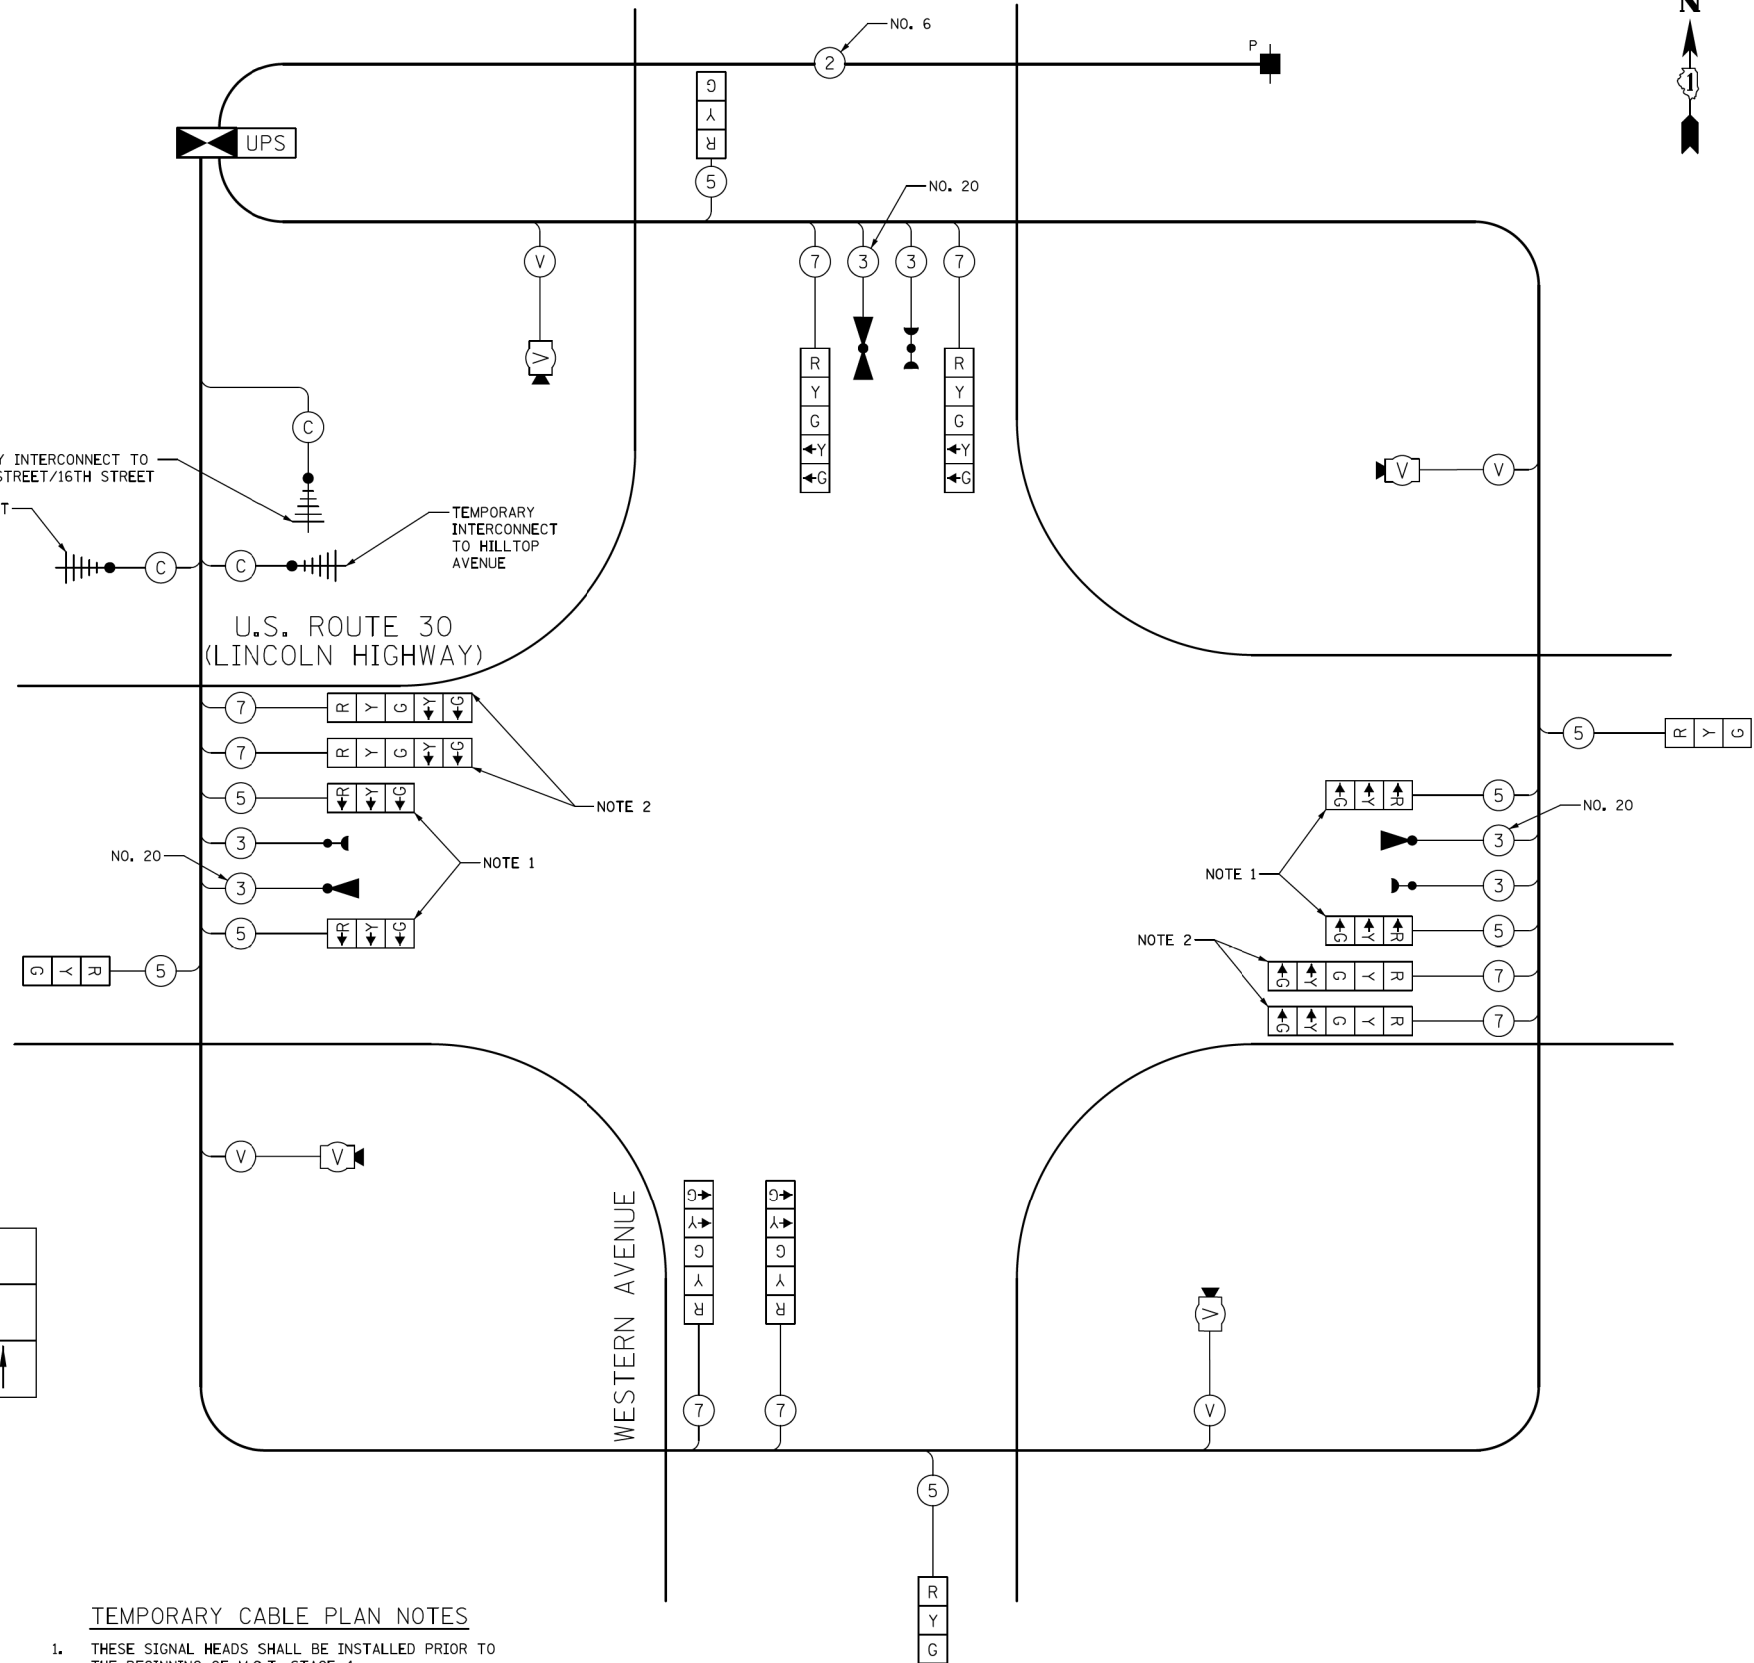 N
NO. 6
2
P
1
G
Y
R
UPS
5
NO. 20
V
7
3
3
7
V
R
Y
G
Y
G
R
Y
G
Y
G
C
Y INTERCONNECT TO
STREET/16TH STREET
T
TEMPORARY
INTERCONNECT
TO HILLTOP
AVENUE
V
V
C
C
U.S. ROUTE 30
(LINCOLN HIGHWAY)
7
R Y G Y G
7
R Y G Y G
NOTE 2
5
R Y G
3
NOTE 1
NO. 20
3
5
R Y G
G Y R
5
5
R Y G
G Y R
5
NO. 20
3
NOTE 1
3
G Y R
5
NOTE 2
G Y G Y R
7
G Y G Y R
7
V
V
WESTERN AVENUE
G
Y
G
Y
R
7
G
Y
G
Y
R
7
V
V
5
R
Y
G
TEMPORARY CABLE PLAN NOTES
1. THESE SIGNAL HEADS SHALL BE INSTALLED PRIOR TO